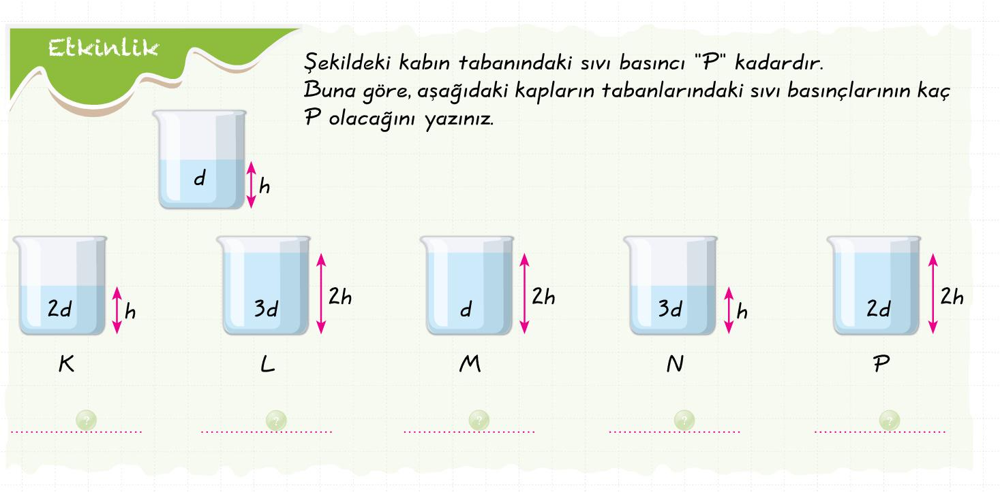 Etkinlik
Şekildeki kabın tabanındaki sıvı basıncı "P" kadardır.
Buna göre, aşağıdaki kapların tabanlarındaki sıvı basınçlarının kaç
P olacağını yazınız.
d
h
2d
h
3d
2h
d
2h
3d
h
2d
2h
K
L
M
N
P
?
?
?
?
?